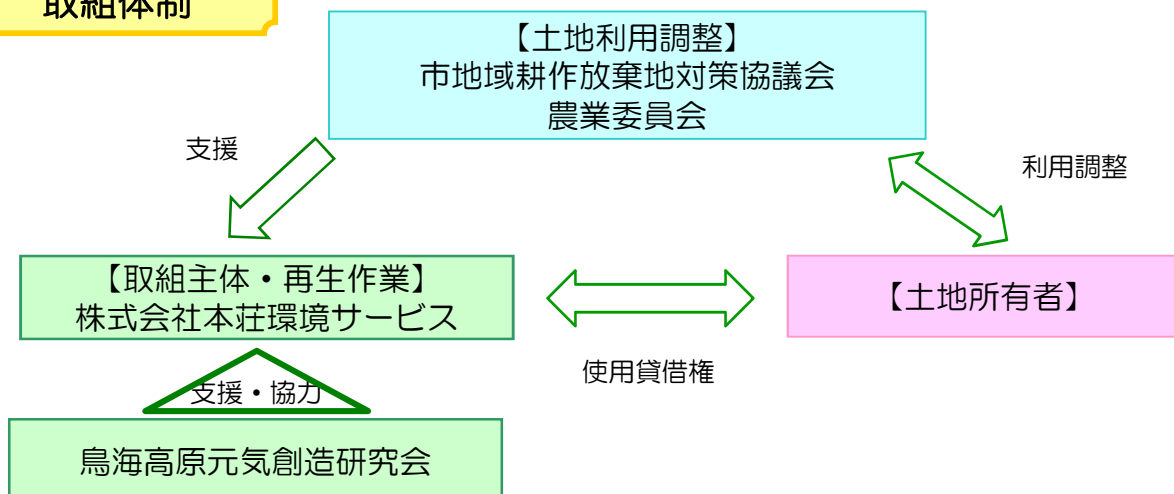 取組体制
【土地利用調整】
市地域耕作放棄地対策協議会
農業委員会
支援
利用調整
【取組主体・再生作業】
株式会社本荘環境サービス
【土地所有者】
使用貸借権
支援・協力
鳥海高原元気創造研究会